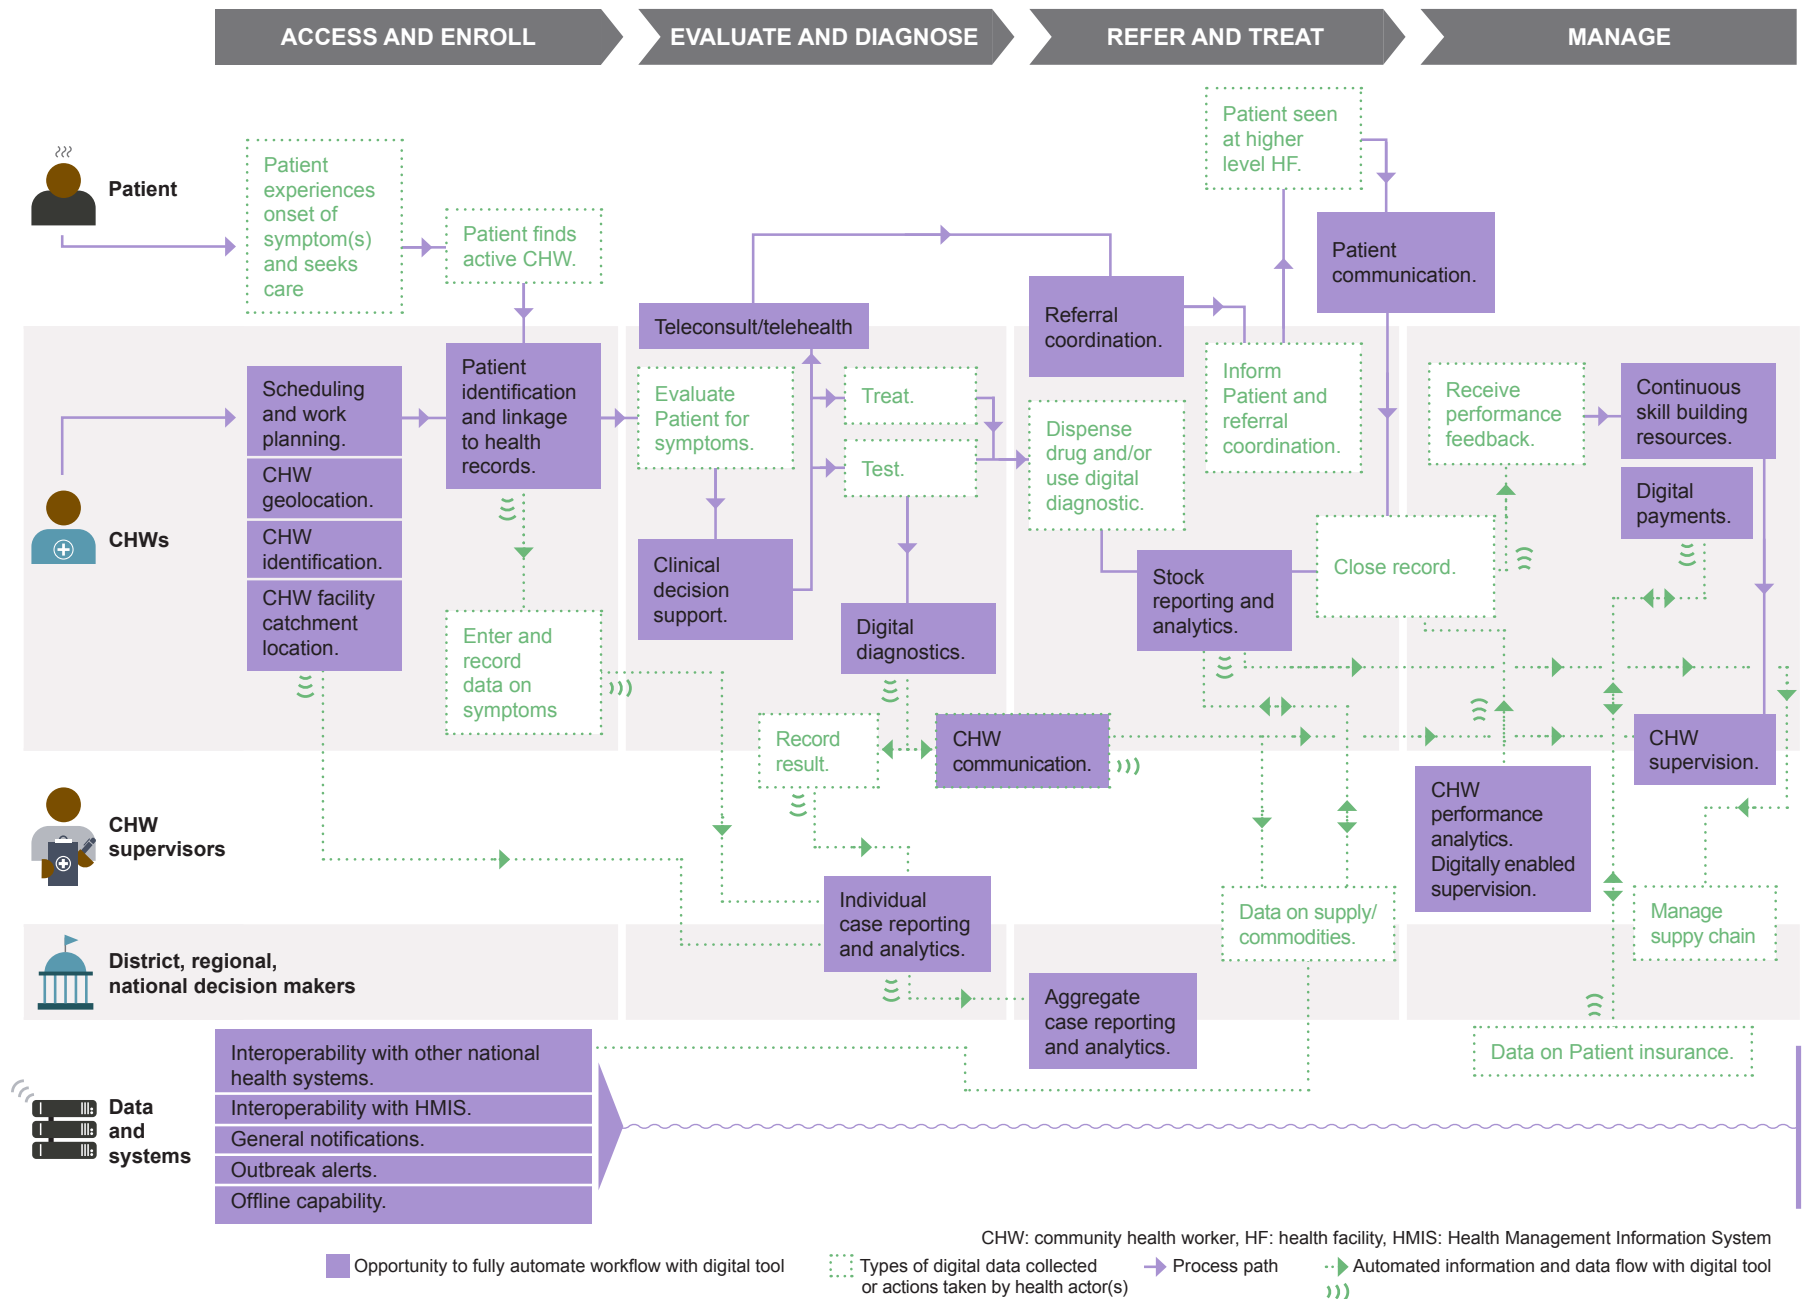 ACCESS AND ENROLL
EVALUATE AND DIAGNOSE
REFER AND TREAT
MANAGE
Patient
Patient
experiences
onset of
symptom(s)
and seeks
care
Patient finds
active CHW.
Patient seen
at higher
level HF.
Patient
communication.
CHWs
Scheduling
and work
planning.
CHW
geolocation.
CHW
identification.
CHW facility
catchment
location.
Patient
identification
and linkage
to health
records.
Enter and
record
data on
symptoms
Teleconsult/telehealth
Evaluate
Patient for
symptoms.
Treat.
Test.
Clinical
decision
support.
Digital
diagnostics.
Record
result.
CHW
communication.
Referral
coordination.
Inform
Patient and
referral
coordination.
Dispense
drug and/or
use digital
diagnostic.
Stock
reporting and
analytics.
Close record.
Receive
performance
feedback.
Continuous
skill building
resources.
Digital
payments.
CHW
supervision.
CHW
supervisors
CHW
performance
analytics.
Digitally enabled
supervision.
Individual
case reporting
and analytics.
Data on supply/
commodities.
Manage
suppy chain
District, regional,
national decision makers
Aggregate
case reporting
and analytics.
Data on Patient insurance.
Data
and
systems
Interoperability with other national
health systems.
Interoperability with HMIS.
General notifications.
Outbreak alerts.
Offline capability.
CHW: community health worker, HF: health facility, HMIS: Health Management Information System
Opportunity to fully automate workflow with digital tool
Types of digital data collected
or actions taken by health actor(s)
Process path
Automated information and data flow with digital tool